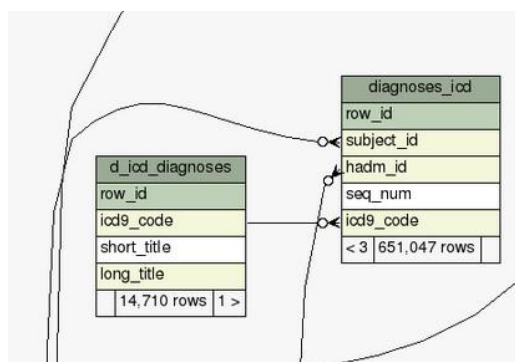 diagnoses_icd
row_id
subject_id
hadm_id
seq_num
icd9_code
< 3 651,047 rows
d_icd_diagnoses
row_id
icd9_code
short_title
long_title
14,710 rows 1 >